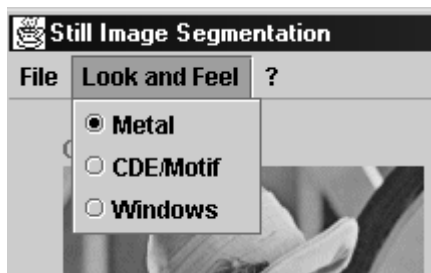 Still Image Segmentation
File Look and Feel ?
Metal
CDE/Motif
Windows